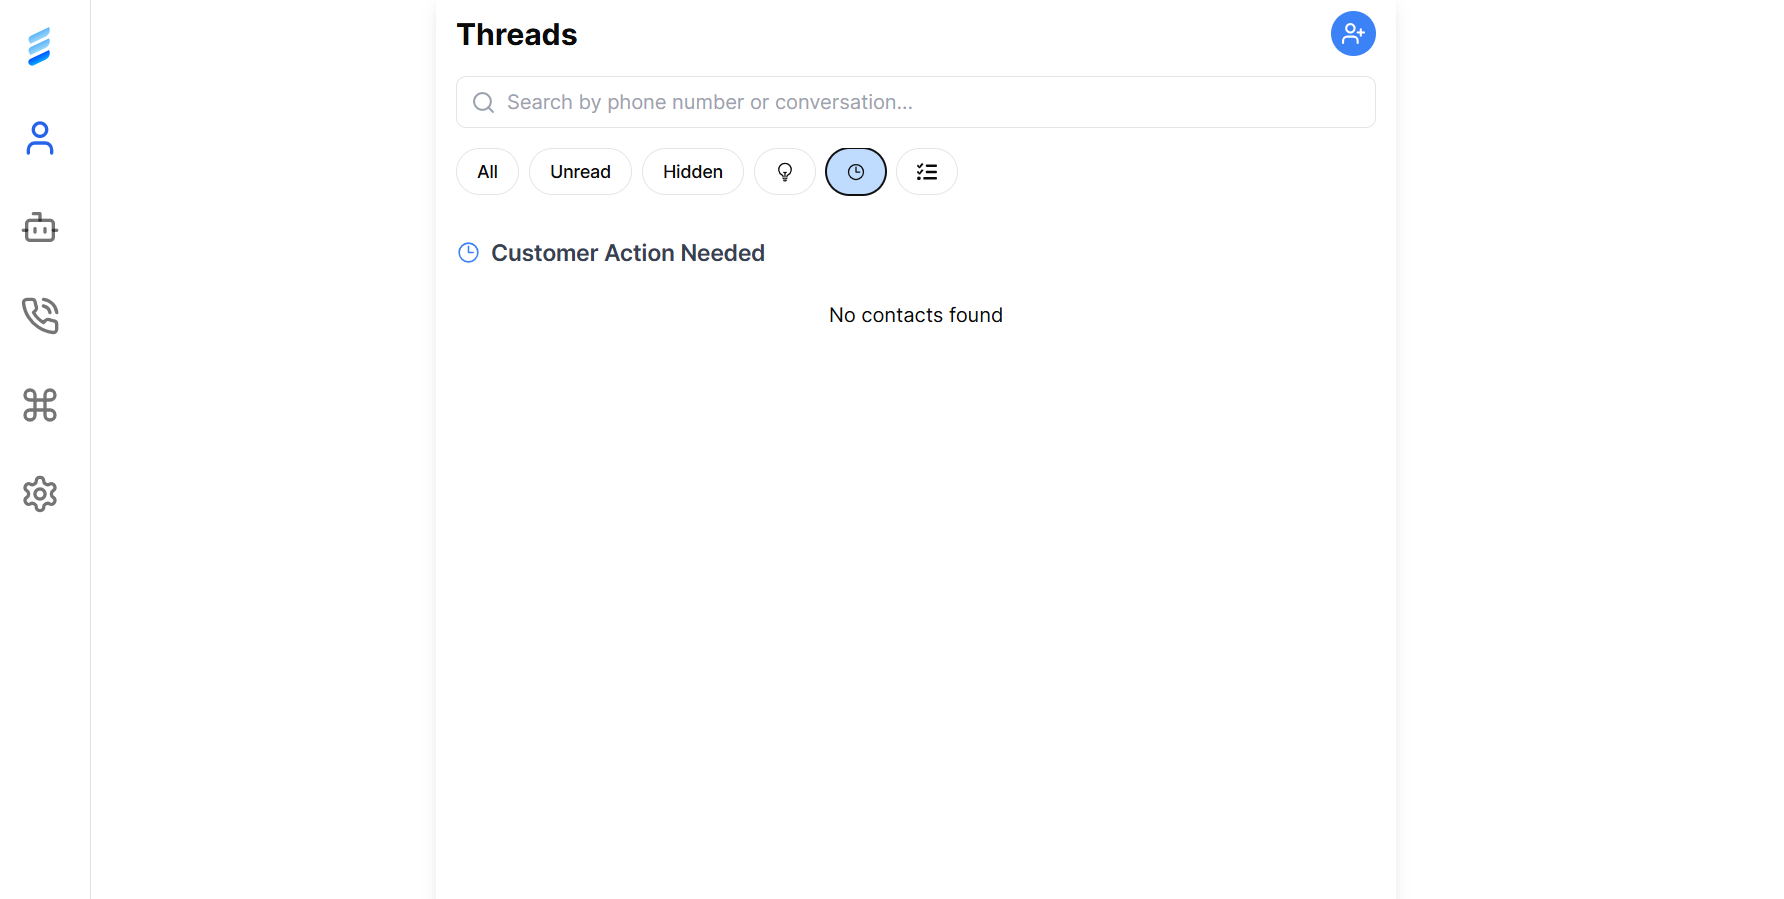 Threads
Search by phone number or conversation...
All Unread Hidden
Customer Action Needed
No contacts found